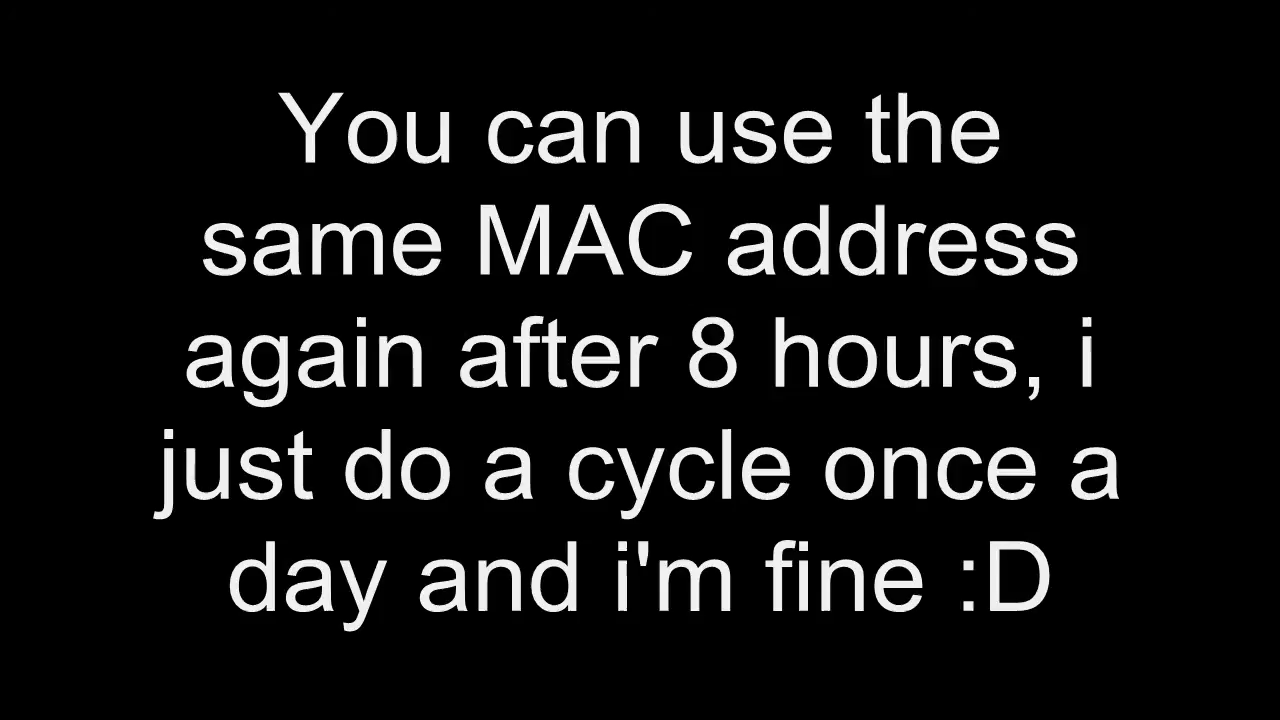 You can use the
same MAC address
again after 8 hours, i
just do a cycle once a
day and i'm fine :D